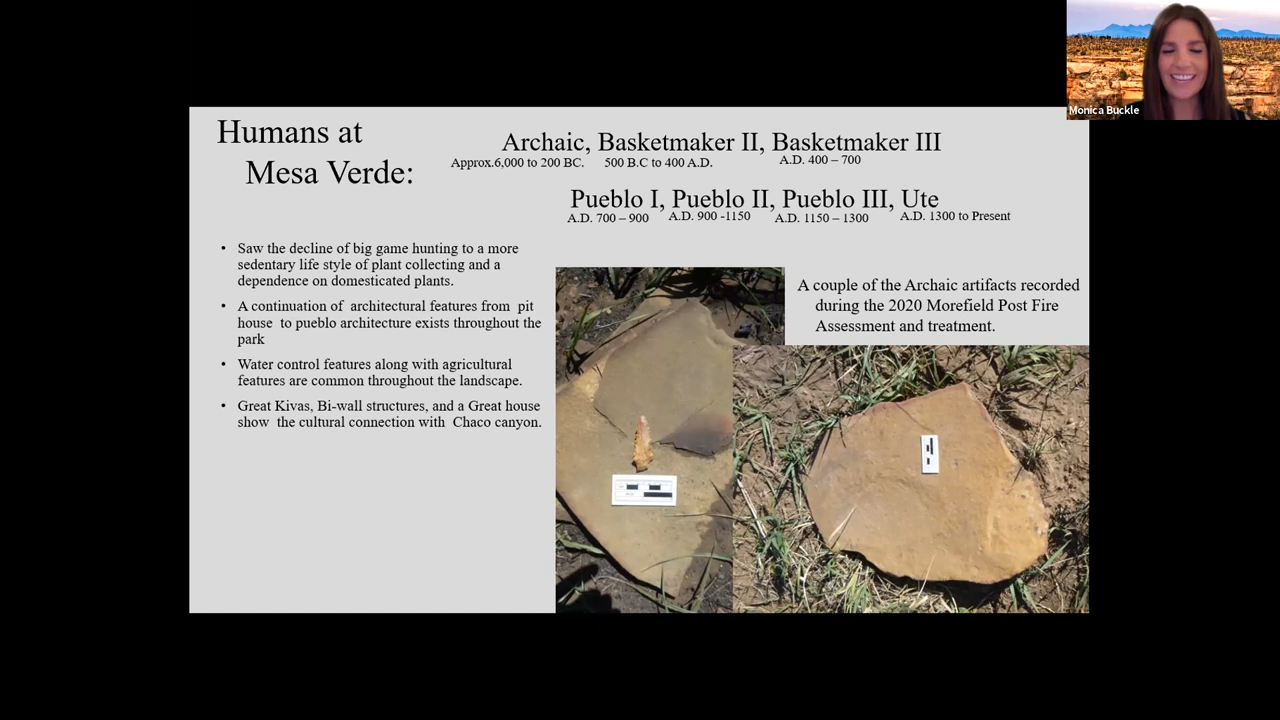 Humans at
Mesa Verde:
Archaic, Basketmaker II, Basketmaker III
Approx.6,000 to 200 BC. 500 B.C to 400 A.D. A.D. 400 – 700
Pueblo I, Pueblo II, Pueblo III, Ute
A.D. 700 – 900 A.D. 900 -1150 A.D. 1150 – 1300 A.D. 1300 to Present
• Saw the decline of big game hunting to a more
sedentary life style of plant collecting and a
dependence on domesticated plants.
• A continuation of architectural features from pit
house to pueblo architecture exists throughout the
park
• Water control features along with agricultural
features are common throughout the landscape.
• Great Kivas, Bi-wall structures, and a Great house
show the cultural connection with Chaco canyon.
A couple of the Archaic artifacts recorded
during the 2020 Morefield Post Fire
Assessment and treatment.
Monica Buckle